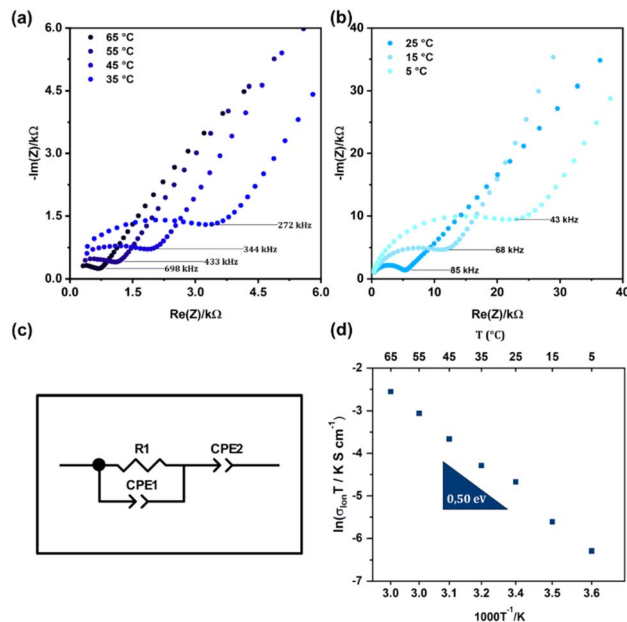 (a)
6.0
4.5
3.0
1.5
0.0
-Im(Z)/kΩ
65 °C
55 °C
45 °C
35 °C
272 kHz
344 kHz
433 kHz
698 kHz
0.0 1.5 3.0 4.5 6.0
Re(Z)/kΩ
(b)
40
30
20
10
0
-Im(Z)/kΩ
25 °C
15 °C
5 °C
43 kHz
68 kHz
85 kHz
0 10 20 30 40
Re(Z)/kΩ
(c)
R1
CPE1
CPE2
(d)
T (°C)
65 55 45 35 25 15 5
-2
-3
-4
-5
-6
-7
ln(σIonT / K S cm⁻¹)
0,50 eV
3.0 3.0 3.1 3.2 3.4 3.5 3.6
1000T⁻¹/K